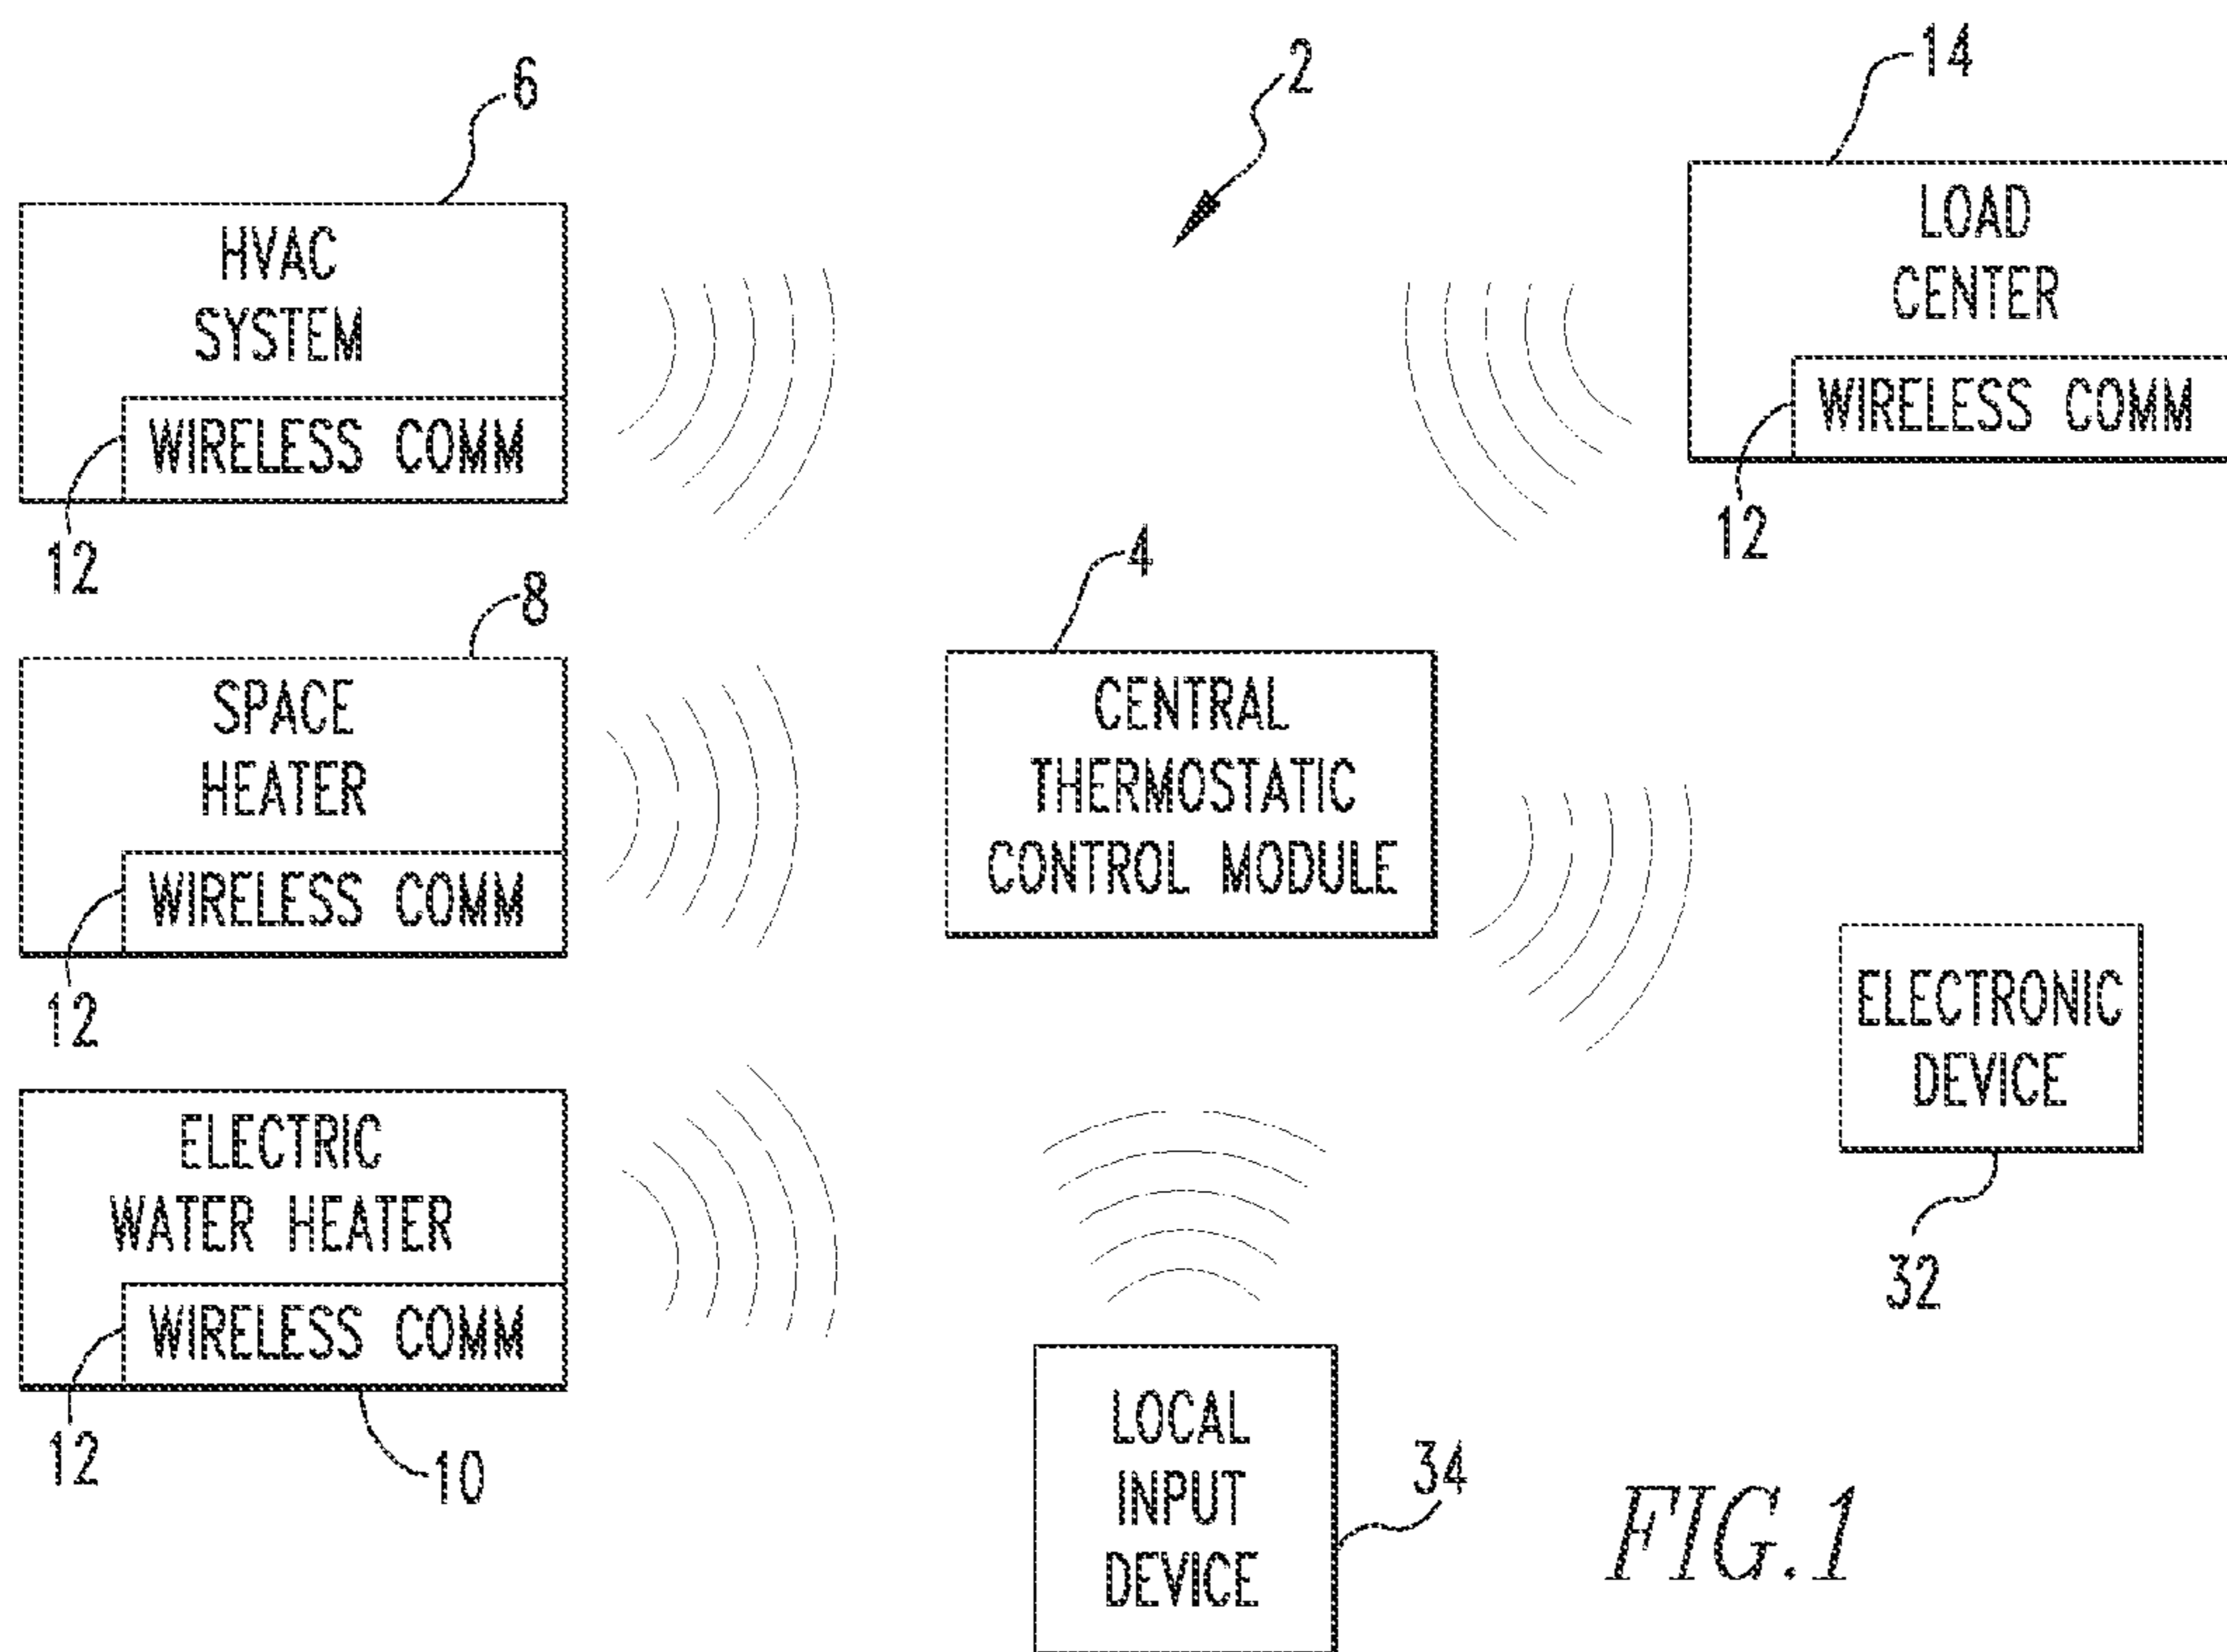 6
2
14
HVAC
SYSTEM
WIRELESS COMM
12
LOAD
CENTER
WIRELESS COMM
12
8
SPACE
HEATER
WIRELESS COMM
12
4
CENTRAL
THERMOSTATIC
CONTROL MODULE
ELECTRONIC
DEVICE
32
ELECTRIC
WATER HEATER
WIRELESS COMM
12
10
LOCAL
INPUT
DEVICE
34
FIG.1